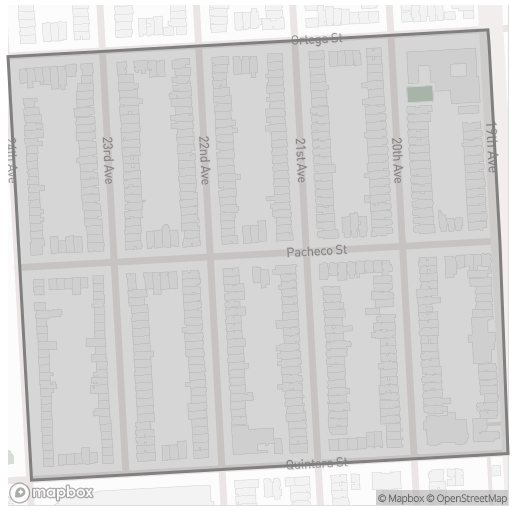 Ortega St
24th Ave
23rd Ave
22nd Ave
21st Ave
20th Ave
19th Ave
Pacheco St
Quintara St
mapbox
© Mapbox © OpenStreetMap